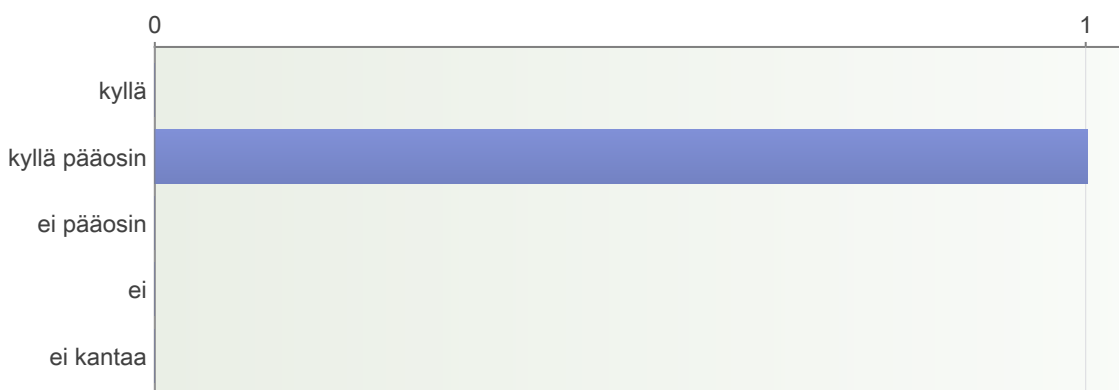 0 1
kyllä
kyllä pääosin
ei pääosin
ei
ei kantaa